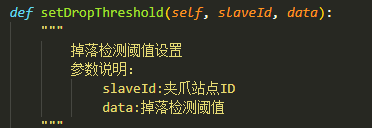 def setDropThreshold(self, slaveId, data):
"""
掉落检测阈值设置
参数说明:
slaveId:夹爪站点ID
data:掉落检测阈值
"""